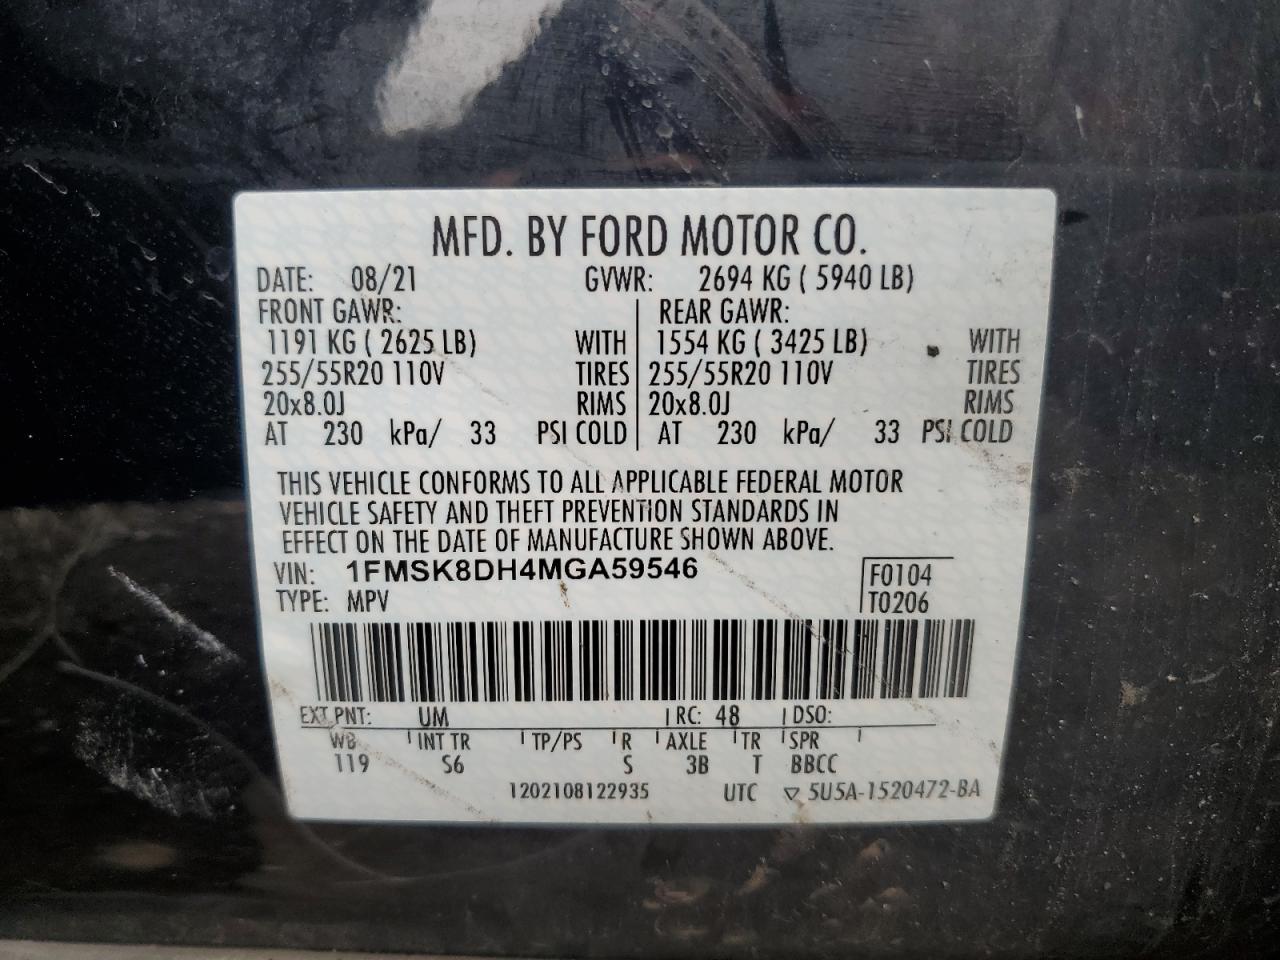 MFD. BY FORD MOTOR CO.
DATE: 08/21 GVWR: 2694 KG ( 5940 LB)
FRONT GAWR: REAR GAWR:
1191 KG ( 2625 LB) WITH 1554 KG ( 3425 LB) WITH
255/55R20 110V TIRES 255/55R20 110V TIRES
20x8.0J RIMS 20x8.0J RIMS
AT 230 kPa/ 33 PSI COLD AT 230 kPa/ 33 PSI COLD
THIS VEHICLE CONFORMS TO ALL APPLICABLE FEDERAL MOTOR
VEHICLE SAFETY AND THEFT PREVENTION STANDARDS IN
EFFECT ON THE DATE OF MANUFACTURE SHOWN ABOVE.
VIN: 1FMSK8DH4MGA59546 F0104
TYPE: MPV T0206
EXT PNT: UM RC: 48 DSO:
WB INT TR TP/PS R AXLE TR SPR
119 S6 S 3B T BBCC
1202108122935 UTC ▽ 5U5A-1520472-BA